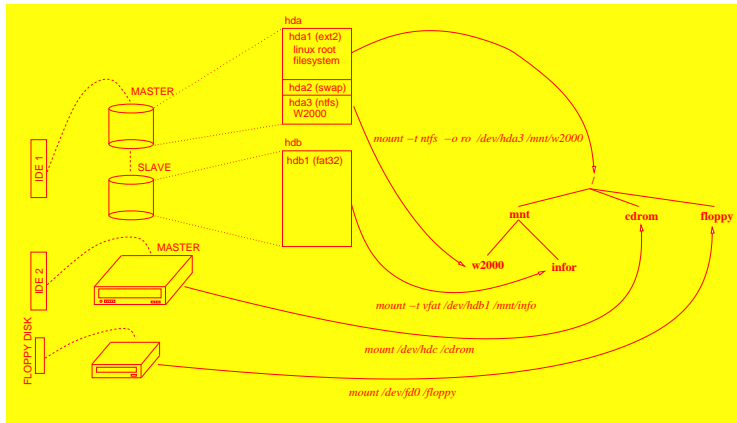 hda
hda1 (ext2)
linux root
filesystem
hda2 (swap)
hda3 (ntfs)
W2000
MASTER
IDE 1
SLAVE
hdb
hdb1 (fat32)
mount −t ntfs −o ro /dev/hda3 /mnt/w2000
/
mnt
cdrom
floppy
w2000
infor
MASTER
IDE 2
mount −t vfat /dev/hdb1 /mnt/info
FLOPPY DISK
mount /dev/hdc /cdrom
mount /dev/fd0 /floppy